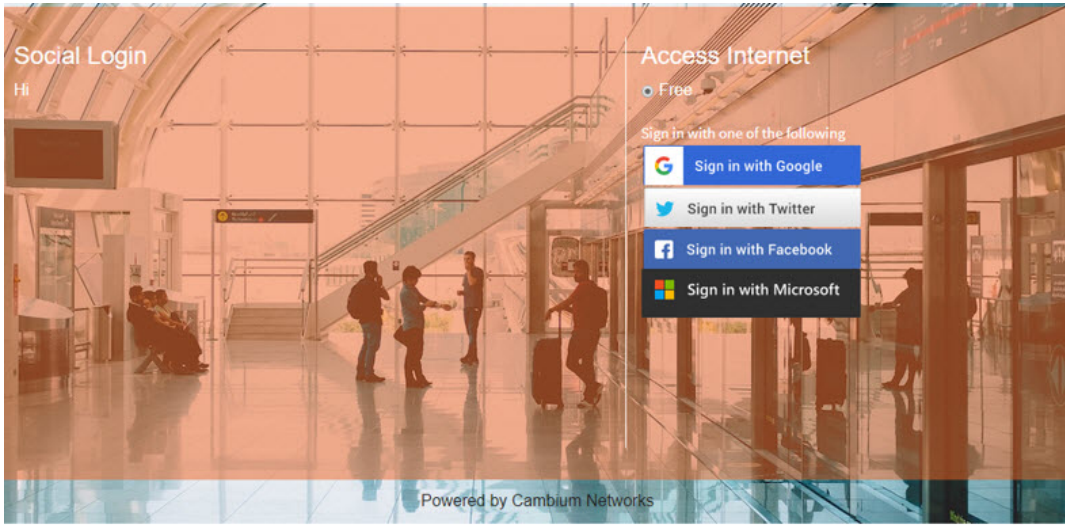 Social Login
Hi
Access Internet
Free
Sign in with one of the following
Sign in with Google
Sign in with Twitter
Sign in with Facebook
Sign in with Microsoft
Powered by Cambium Networks